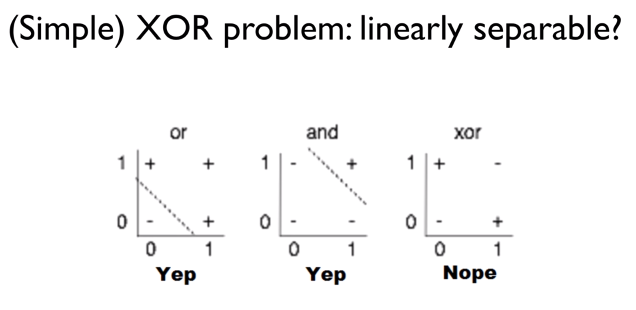 (Simple) XOR problem: linearly separable?
or
and
xor
1 + +
1 - +
1 + -
0 - +
0 - -
0 - +
0 1
0 1
0 1
Yep
Yep
Nope